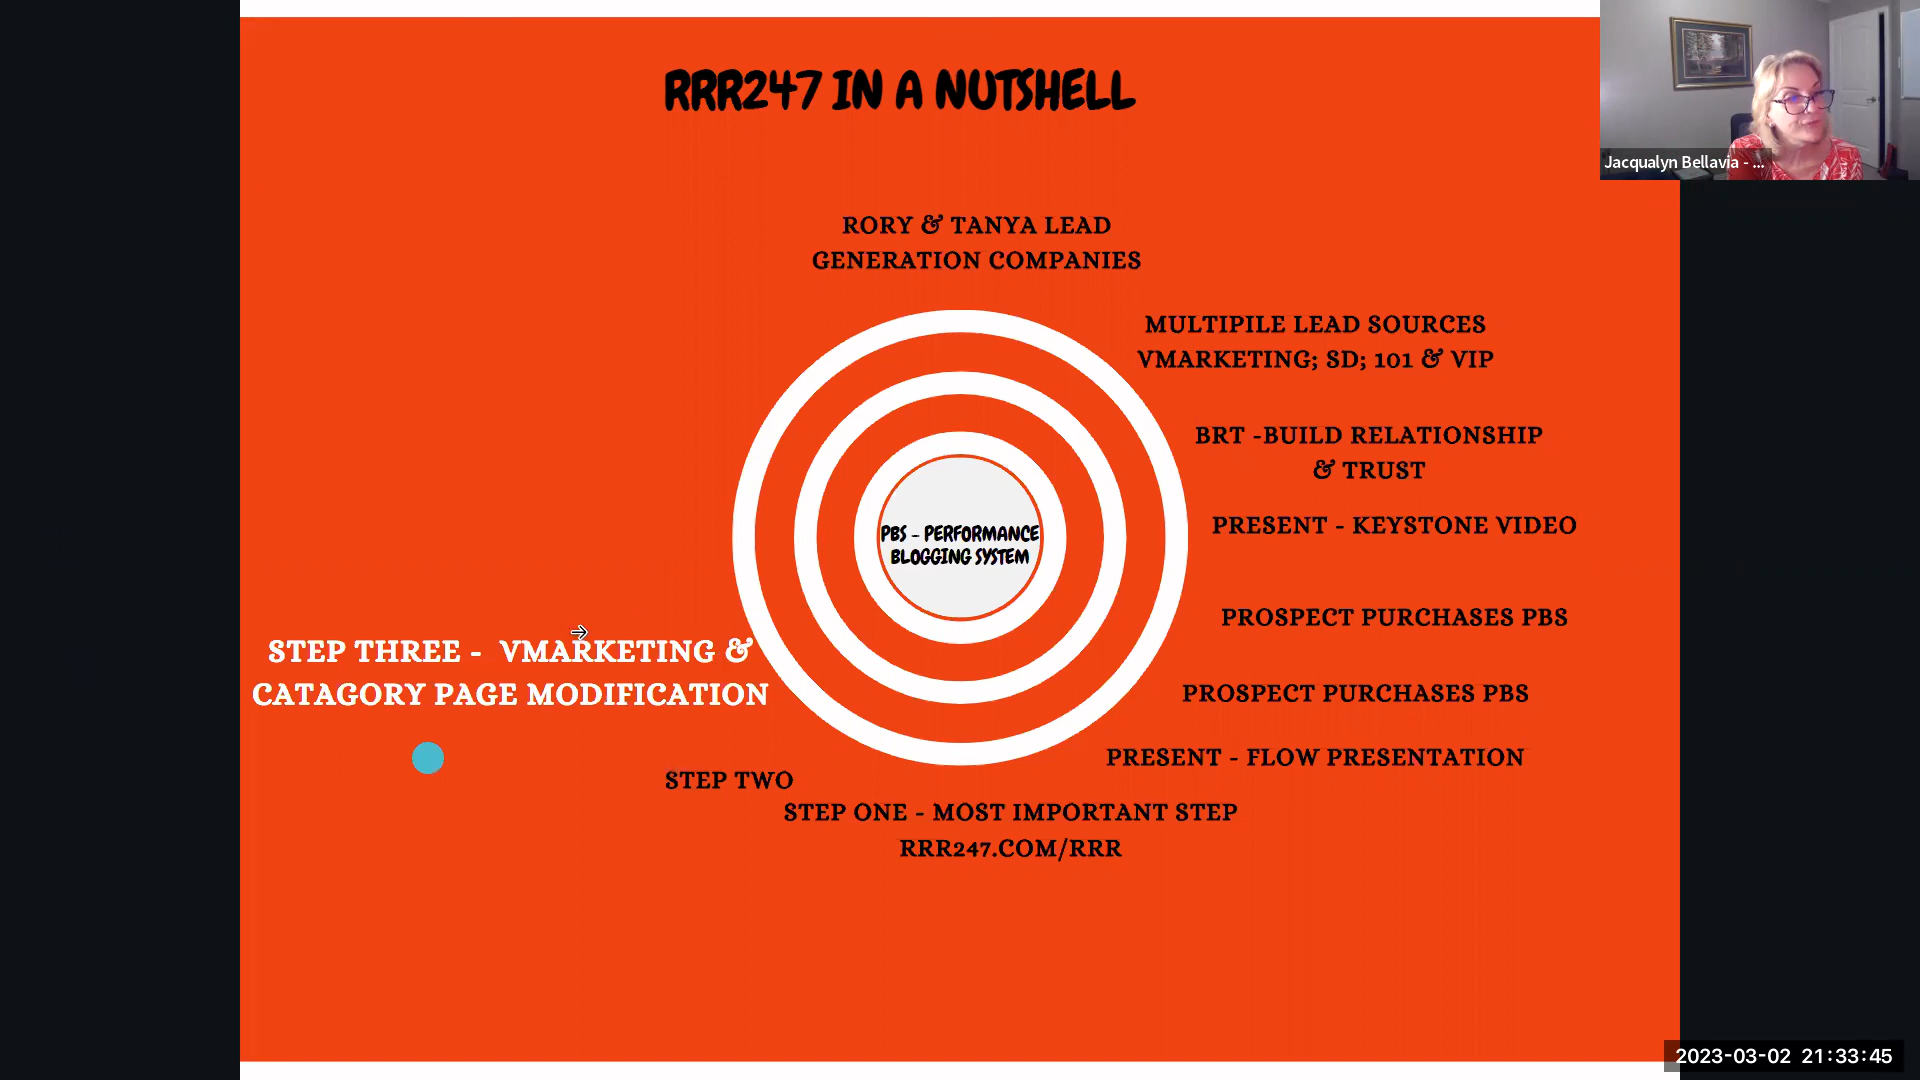 RRR247 IN A NUTSHELL
Jacqualyn Bellavia - ...
RORY & TANYA LEAD
GENERATION COMPANIES
MULTIPILE LEAD SOURCES
VMARKETING; SD; 101 & VIP
BRT -BUILD RELATIONSHIP
& TRUST
PRESENT - KEYSTONE VIDEO
PBS - PERFORMANCE
BLOGGING SYSTEM
PROSPECT PURCHASES PBS
STEP THREE - VMARKETING &
CATAGORY PAGE MODIFICATION
PROSPECT PURCHASES PBS
PRESENT - FLOW PRESENTATION
STEP TWO
STEP ONE - MOST IMPORTANT STEP
RRR247.COM/RRR
2023-03-02 21:33:45